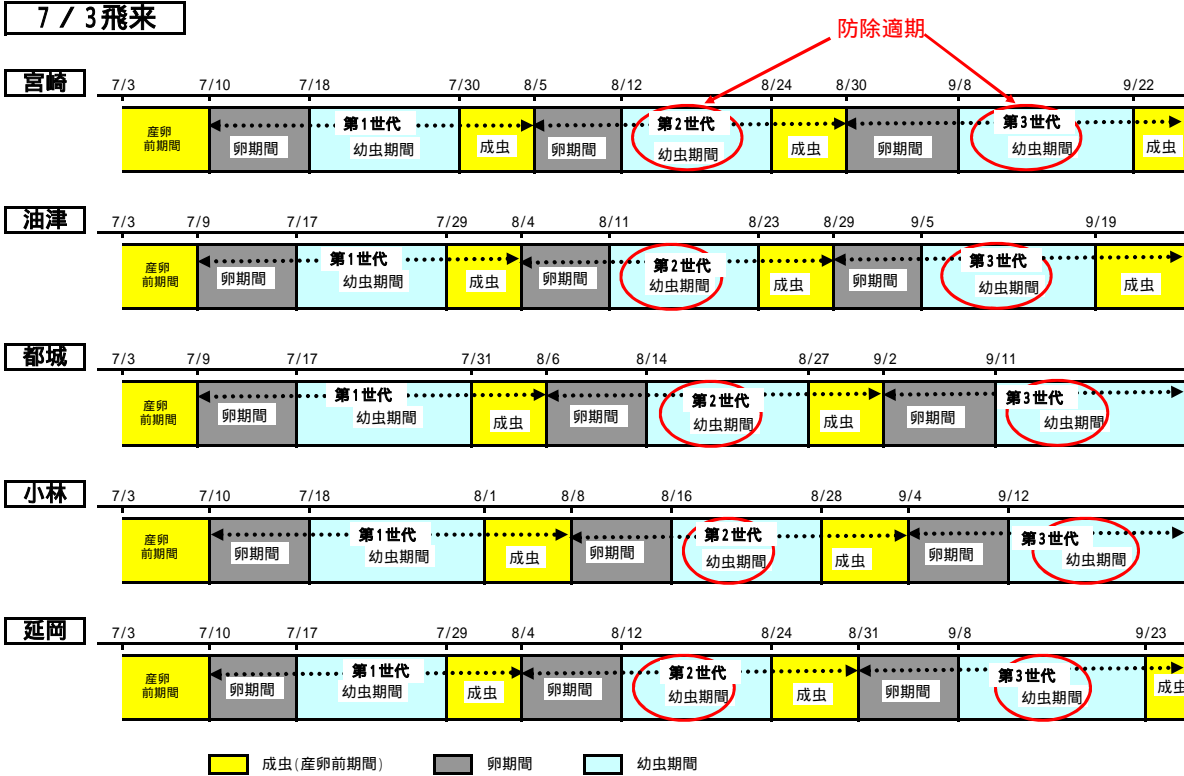 7/3飛来
防除適期
宮崎
7/3 7/10 7/18 7/30 8/5 8/12 8/24 8/30 9/8 9/22
産卵
前期間
卵期間
第1世代
幼虫期間
成虫
卵期間
第2世代
幼虫期間
成虫
卵期間
第3世代
幼虫期間
成虫
油津
7/3 7/9 7/17 7/29 8/4 8/11 8/23 8/29 9/5 9/19
産卵
前期間
卵期間
第1世代
幼虫期間
成虫
卵期間
第2世代
幼虫期間
成虫
卵期間
第3世代
幼虫期間
成虫
都城
7/3 7/9 7/17 7/31 8/6 8/14 8/27 9/2 9/11
産卵
前期間
卵期間
第1世代
幼虫期間
成虫
卵期間
第2世代
幼虫期間
成虫
卵期間
第3世代
幼虫期間
小林
7/3 7/10 7/18 8/1 8/8 8/16 8/28 9/4 9/12
産卵
前期間
卵期間
第1世代
幼虫期間
成虫
卵期間
第2世代
幼虫期間
成虫
卵期間
第3世代
幼虫期間
延岡
7/3 7/10 7/17 7/29 8/4 8/12 8/24 8/31 9/8 9/23
産卵
前期間
卵期間
第1世代
幼虫期間
成虫
卵期間
第2世代
幼虫期間
成虫
卵期間
第3世代
幼虫期間
成虫
成虫(産卵前期間) 卵期間 幼虫期間